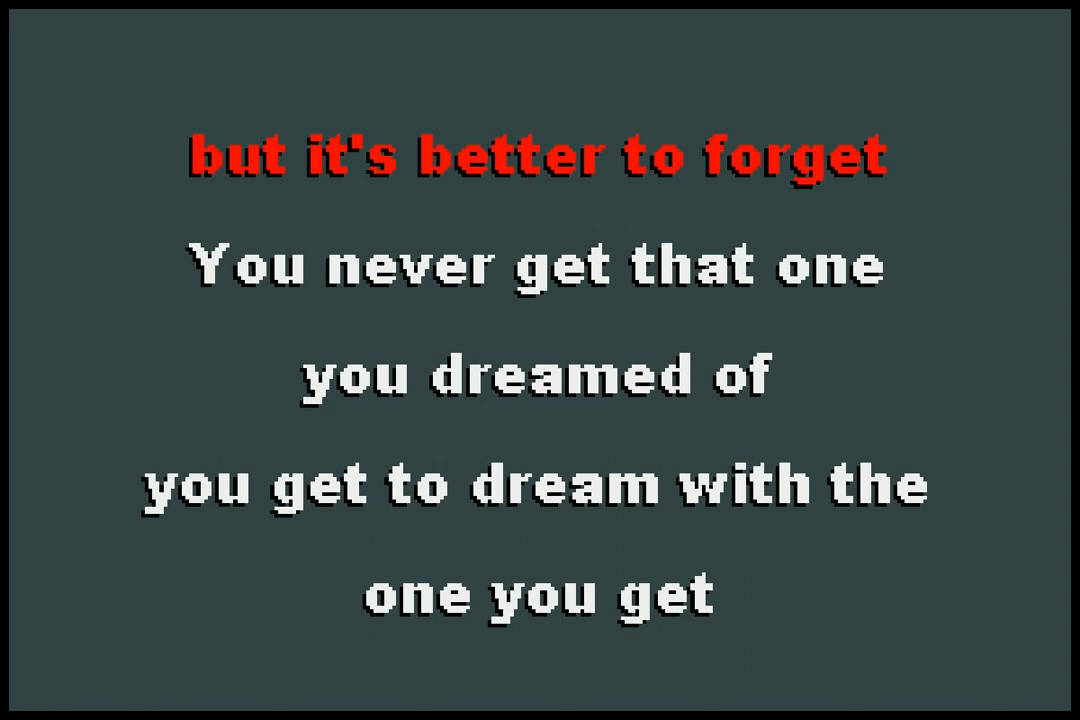 but it's better to forget
You never get that one
you dreamed of
you get to dream with the
one you get